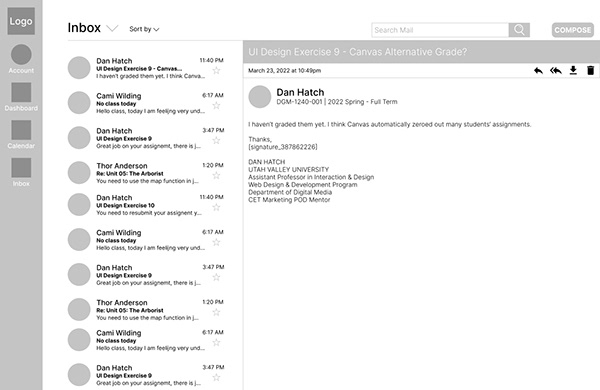 Logo
Account
Dashboard
Calendar
Inbox
Inbox
Sort by
Search Mail
COMPOSE
Dan Hatch
11:40 PM
UI Design Exercise 9 - Canvas...
I haven't graded them yet. I think Canva...
Cami Wilding
6:17 AM
No class today
Hello class, today I am feeljng very und...
Dan Hatch
3:47 PM
UI Design Exercise 9
Great job on your assignemt, there is j...
Thor Anderson
1:20 PM
Re: Unit 05: The Arborist
You need to use the map function in j...
Dan Hatch
11:40 PM
UI Design Exercise 10
You need to resubmit your assignent y...
Cami Wilding
6:17 AM
No class today
Hello class, today I am feeljng very und...
Dan Hatch
3:47 PM
UI Design Exercise 9
Great job on your assignemt, there is j...
Thor Anderson
1:20 PM
Re: Unit 05: The Arborist
You need to use the map function in j...
Cami Wilding
6:17 AM
No class today
Hello class, today I am feeljng very und...
Dan Hatch
3:47 PM
UI Design Exercise 9
Great job on your assignemt, there is j...
UI Design Exercise 9 - Canvas Alternative Grade?
March 23, 2022 at 10:49pm
Dan Hatch
DGM-1240-001 | 2022 Spring - Full Term
I haven't graded them yet. I think Canvas automatically zeroed out many students' assignments.
Thanks,
[signature_387862226]
DAN HATCH
UTAH VALLEY UNIVERSITY
Assistant Professor in Interaction & Design
Web Design & Development Program
Department of Digital Media
CET Marketing POD Mentor